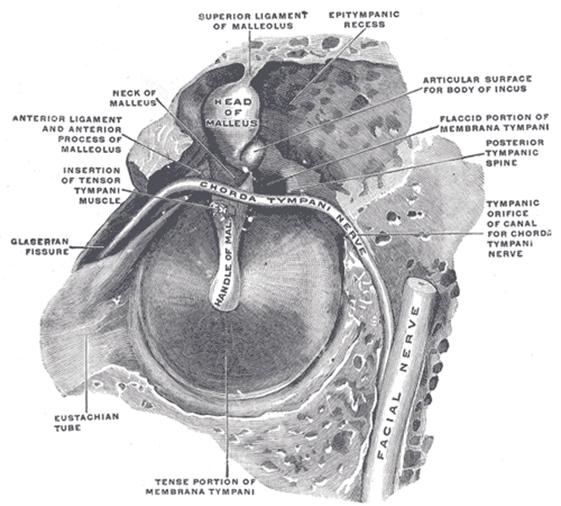 SUPERIOR LIGAMENT
OF MALLEOLUS
EPITYMPANIC
RECESS
NECK OF
MALLEUS
HEAD
OF
MALLEUS
ARTICULAR SURFACE
FOR BODY OF INCUS
ANTERIOR LIGAMENT
AND ANTERIOR
PROCESS OF
MALLEOLUS
FLACCID PORTION OF
MEMBRANA TYMPANI
POSTERIOR
TYMPANIC
SPINE
INSERTION
OF TENSOR
TYMPANI
MUSCLE
CHORDA TYMPANI NERVE
TYMPANIC
ORIFICE
OF CANAL
FOR CHORDA
TYMPANI
NERVE
GLASERIAN
FISSURE
HANDLE OF MAL
FACIAL NERVE
EUSTACHIAN
TUBE
TENSE PORTION OF
MEMBRANA TYMPANI